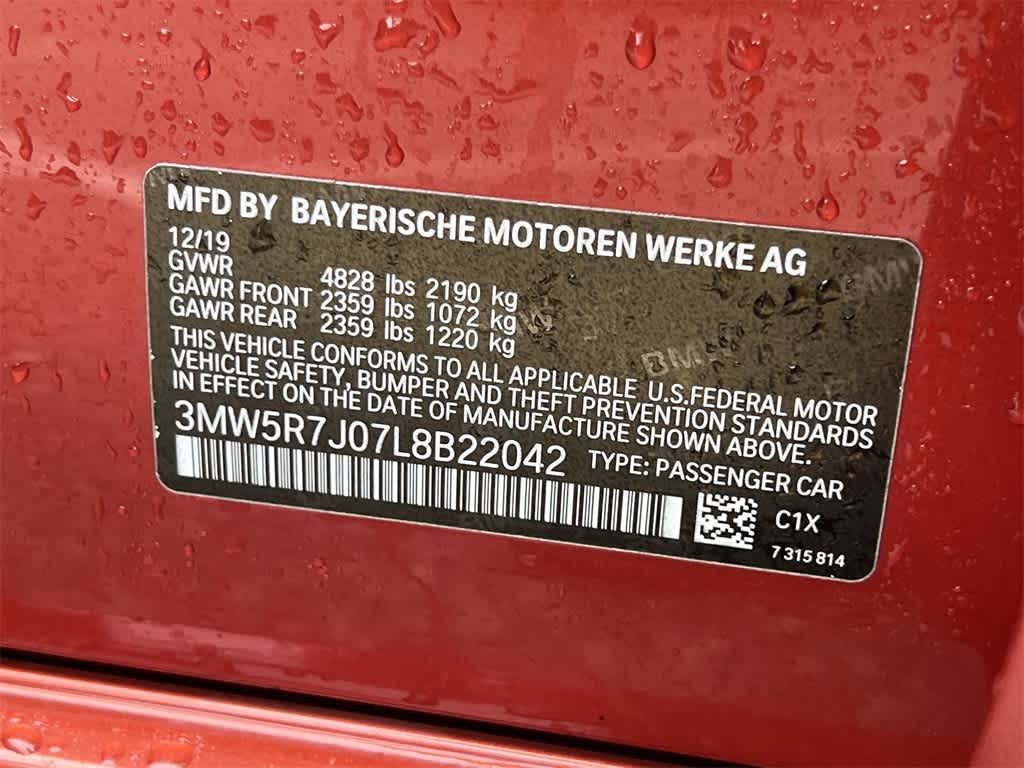 MFD BY BAYERISCHE MOTOREN WERKE AG
12/19
GVWR 4828 lbs 2190 kg
GAWR FRONT 2359 lbs 1072 kg
GAWR REAR 2359 lbs 1220 kg
THIS VEHICLE CONFORMS TO ALL APPLICABLE U.S.FEDERAL MOTOR
VEHICLE SAFETY, BUMPER AND THEFT PREVENTION STANDARDS
IN EFFECT ON THE DATE OF MANUFACTURE SHOWN ABOVE.
3MW5R7J07L8B22042 TYPE: PASSENGER CAR
C1X
7 315 814